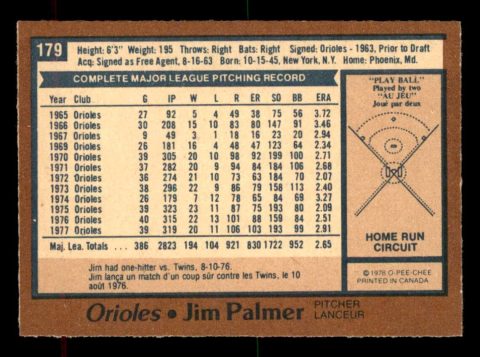 179 Height: 6'3" Weight: 195 Throws: Right Bats: Right Signed: Orioles - 1963, Prior to Draft
Acq: Signed as Free Agent, 8-16-63 Born: 10-15-45, New York, N.Y. Home: Phoenix, Md.
COMPLETE MAJOR LEAGUE PITCHING RECORD
Year Club G IP W L R ER SO BB ERA
1965 Orioles 27 92 5 4 49 38 75 56 3.72
1966 Orioles 30 208 15 10 83 80 147 91 3.46
1967 Orioles 9 49 3 1 18 16 23 20 2.94
1969 Orioles 26 181 16 4 48 47 123 64 2.34
1970 Orioles 39 305 20 10 98 92 199 100 2.71
1971 Orioles 37 282 20 9 94 84 184 106 2.68
1972 Orioles 36 274 21 10 73 63 184 70 2.07
1973 Orioles 38 296 22 9 86 79 158 113 2.40
1974 Orioles 26 179 7 12 78 65 84 69 3.27
1975 Orioles 39 323 23 11 87 75 193 80 2.09
1976 Orioles 40 315 22 13 101 88 159 84 2.51
1977 Orioles 39 319 20 11 106 103 193 99 2.91
Maj. Lea. Totales ... 386 2823 194 104 921 830 1722 952 2.65
Jim had one-hitter vs. Twins, 8-10-76.
Jim lança un match d'un coup sûr contre les Twins, le 10
août 1976.
"PLAY BALL"
Played by two
"AU JEU"
Joué par deux
HOME RUN
CIRCUIT
© 1978 O-PEE-CHEE
PRINTED IN CANADA
Orioles • Jim Palmer PITCHER
LANCEUR